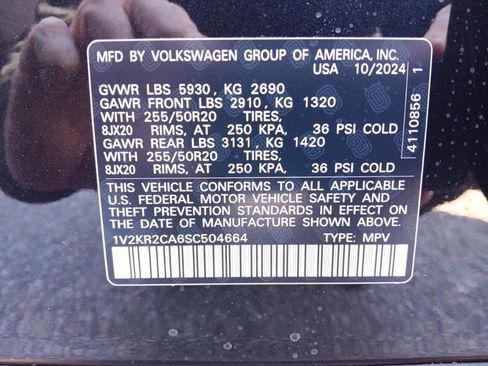 MFD BY VOLKSWAGEN GROUP OF AMERICA, INC.
USA 10/2024
GVWR LBS 5930, KG 2690
GAWR FRONT LBS 2910, KG 1320
WITH 255/50R20 TIRES,
8JX20 RIMS, AT 250 KPA, 36 PSI COLD
GAWR REAR LBS 3131, KG 1420
WITH 255/50R20 TIRES,
8JX20 RIMS, AT 250 KPA, 36 PSI COLD
THIS VEHICLE CONFORMS TO ALL APPLICABLE
U.S. FEDERAL MOTOR VEHICLE SAFETY AND
THEFT PREVENTION STANDARDS IN EFFECT ON
THE DATE OF MANUFACTURE SHOWN ABOVE.
1V2KR2CA6SC504664 TYPE: MPV
4110856 1